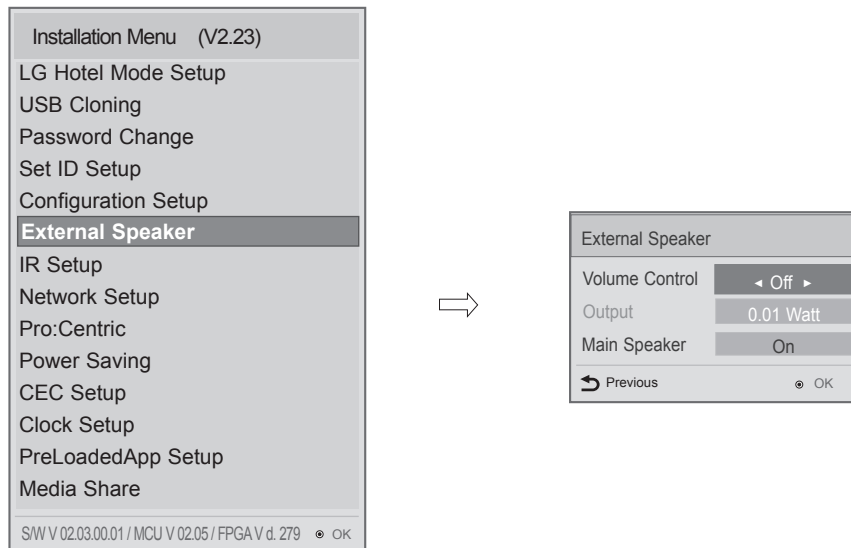 Installation Menu (V2.23)
LG Hotel Mode Setup
USB Cloning
Password Change
Set ID Setup
Configuration Setup
External Speaker
IR Setup
Network Setup
Pro:Centric
Power Saving
CEC Setup
Clock Setup
PreLoadedApp Setup
Media Share
S/W V 02.03.00.01 / MCU V 02.05 / FPGA V d. 279 ◉ OK
External Speaker
Volume Control ◄ Off ►
Output 0.01 Watt
Main Speaker On
Previous ◉ OK